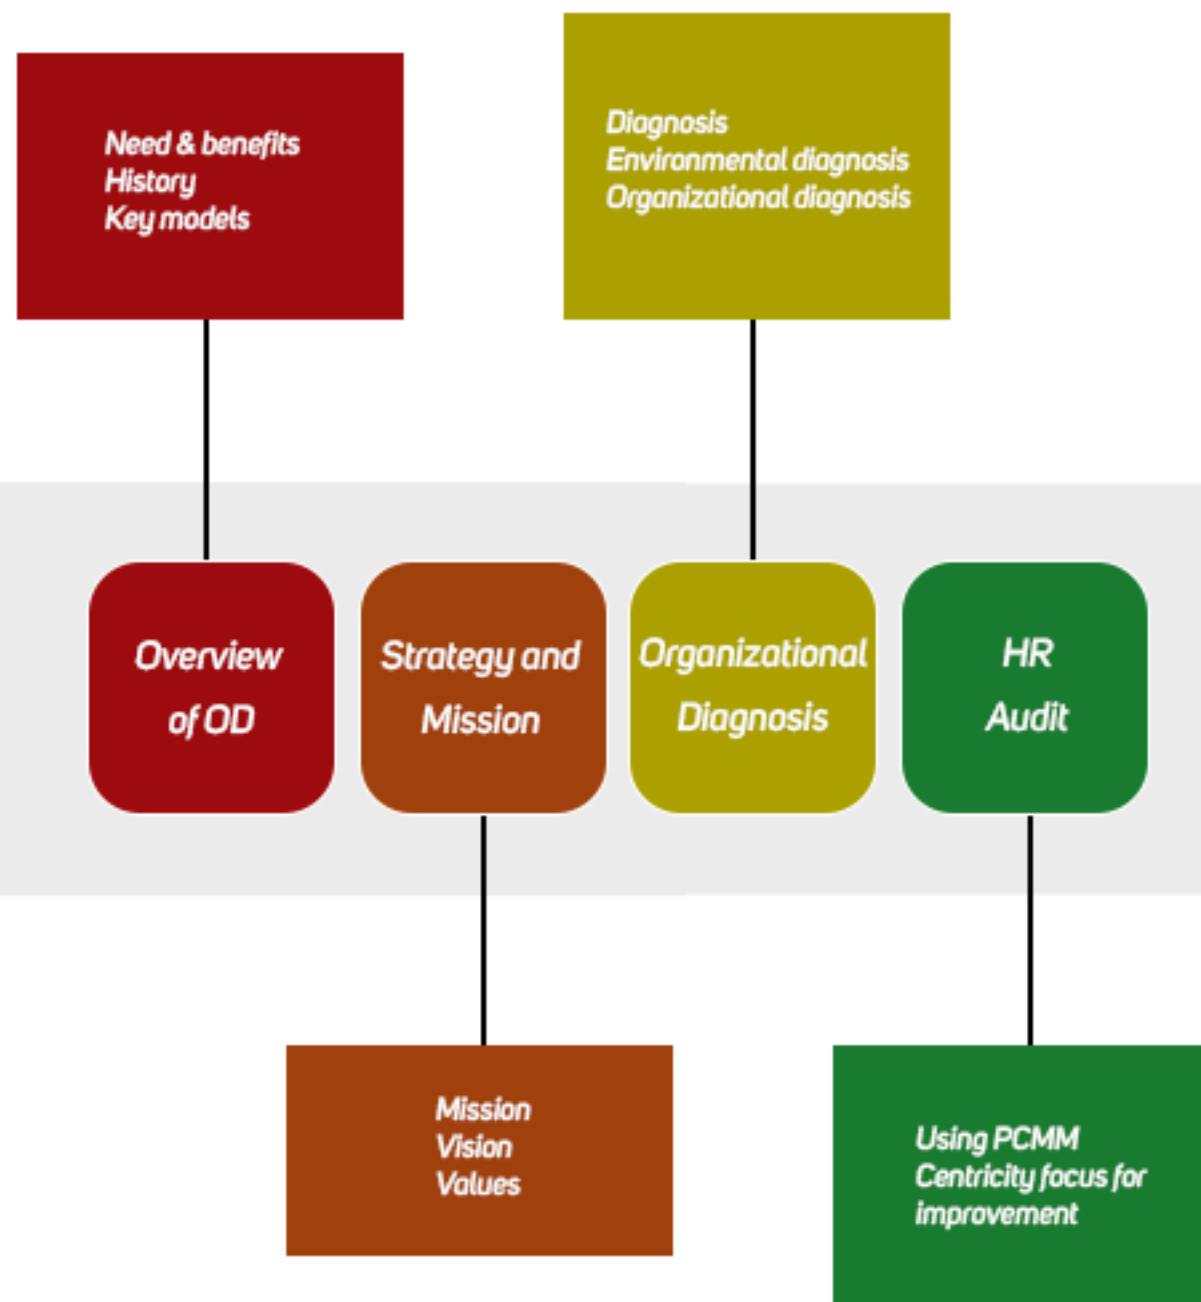 Need & benefits
History
Key models
Diagnosis
Environmental diagnosis
Organizational diagnosis
Overview
of OD
Strategy and
Mission
Organizational
Diagnosis
HR
Audit
Mission
Vision
Values
Using PCMM
Centricity focus for
improvement